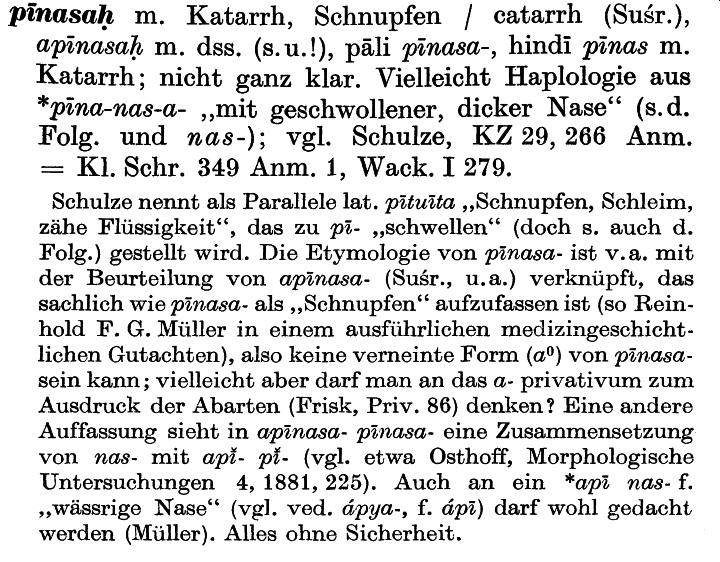 pīnasaḥ m. Katarrh, Schnupfen / catarrh (Suśr.),
apīnasaḥ m. dss. (s. u.!), pāli pīnasa-, hindī pīnas m.
Katarrh; nicht ganz klar. Vielleicht Haplologie aus
*pīna-nas-a- „mit geschwollener, dicker Nase“ (s. d.
Folg. und nas-); vgl. Schulze, KZ 29, 266 Anm.
= Kl. Schr. 349 Anm. 1, Wack. I 279.
Schulze nennt als Parallele lat. pītuīta „Schnupfen, Schleim,
zähe Flüssigkeit“, das zu pī- „schwellen“ (doch s. auch d.
Folg.) gestellt wird. Die Etymologie von pīnasa- ist v. a. mit
der Beurteilung von apīnasa- (Suśr., u. a.) verknüpft, das
sachlich wie pīnasa- als „Schnupfen“ aufzufassen ist (so Rein-
hold F. G. Müller in einem ausführlichen medizingeschicht-
lichen Gutachten), also keine verneinte Form (a⁰) von pīnasa-
sein kann; vielleicht aber darf man an das a- privativum zum
Ausdruck der Abarten (Frisk, Priv. 86) denken? Eine andere
Auffassung sieht in apīnasa- pīnasa- eine Zusammensetzung
von nas- mit apī̆- pī̆- (vgl. etwa Osthoff, Morphologische
Untersuchungen 4, 1881, 225). Auch an ein *apī nas- f.
„wässrige Nase“ (vgl. ved. ápya-, f. ápī) darf wohl gedacht
werden (Müller). Alles ohne Sicherheit.